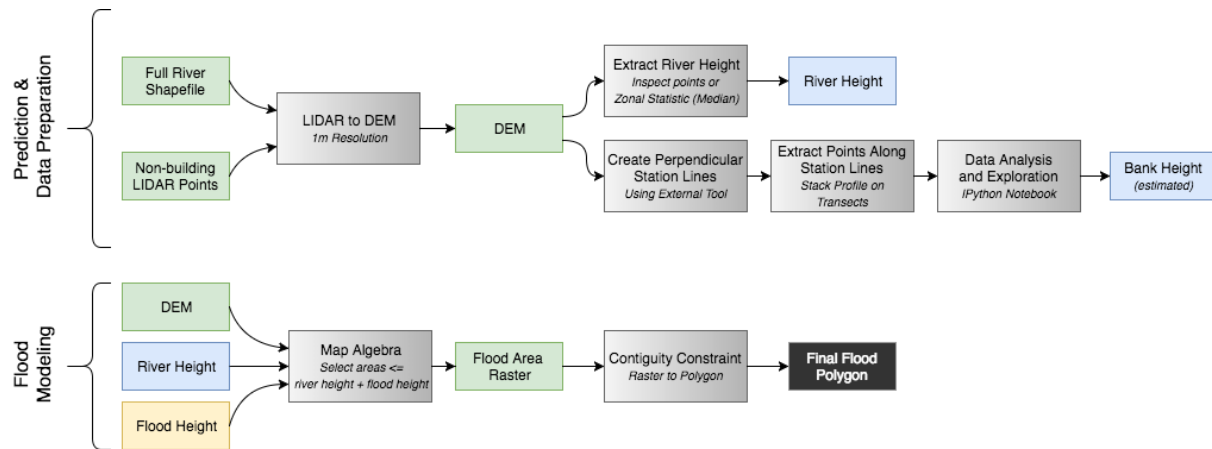 Prediction &
Data Preparation
Full River
Shapefile
Non-building
LIDAR Points
LIDAR to DEM
1m Resolution
DEM
Extract River Height
Inspect points or
Zonal Statistic (Median)
River Height
Create Perpendicular
Station Lines
Using External Tool
Extract Points Along
Station Lines
Stack Profile on
Transects
Data Analysis
and Exploration
IPython Notebook
Bank Height
(estimated)
Flood
Modeling
DEM
River Height
Flood Height
Map Algebra
Select areas <=
river height + flood height
Flood Area
Raster
Contiguity Constraint
Raster to Polygon
Final Flood
Polygon